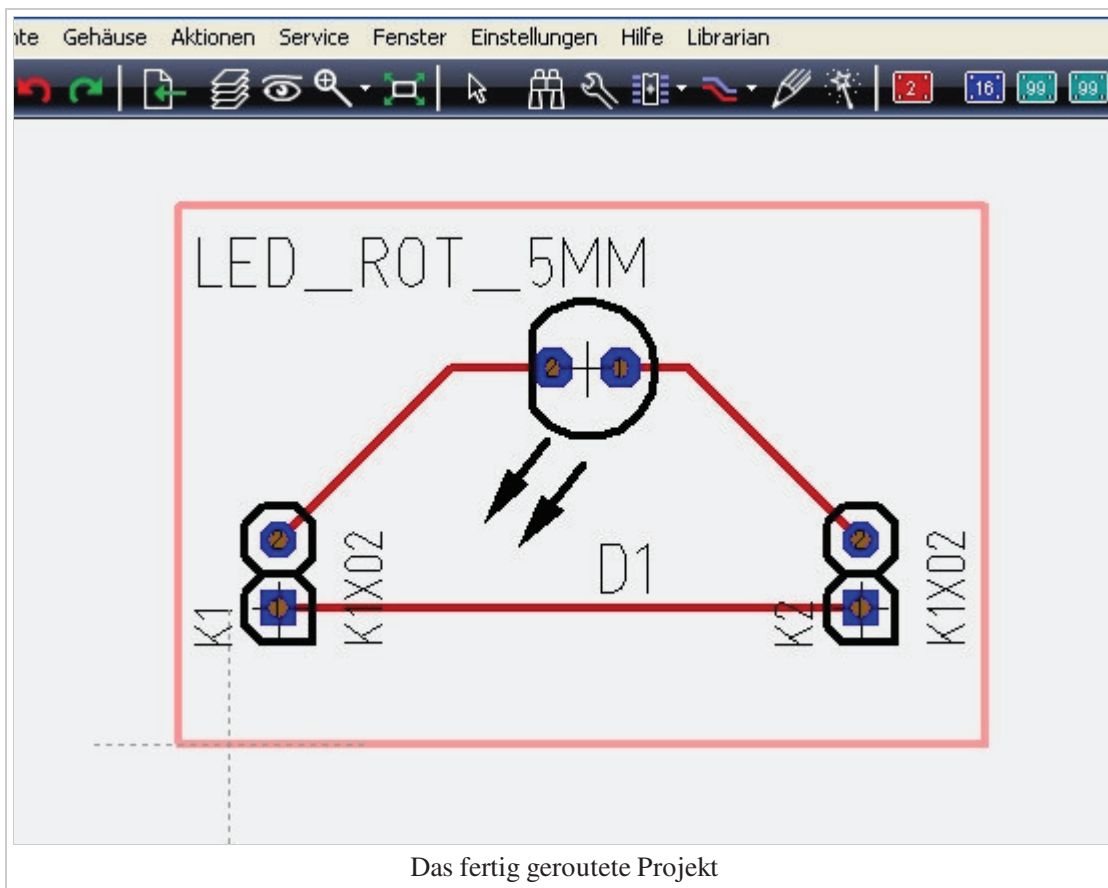 nte Gehäuse Aktionen Service Fenster Einstellungen Hilfe Librarian
2 16 99 99
LED_ROT_5MM
2 1
2 2
D1
K1 1 K1X02 K2 1 K1X02
Das fertig geroutete Projekt